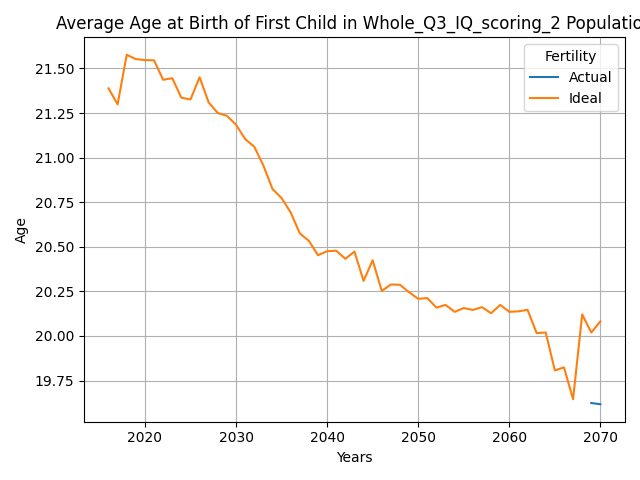 Average Age at Birth of First Child in Whole_Q3_IQ_scoring_2 Populatio
Fertility
Actual
Ideal
21.50
21.25
21.00
20.75
20.50
20.25
20.00
19.75
Age
2020 2030 2040 2050 2060 2070
Years